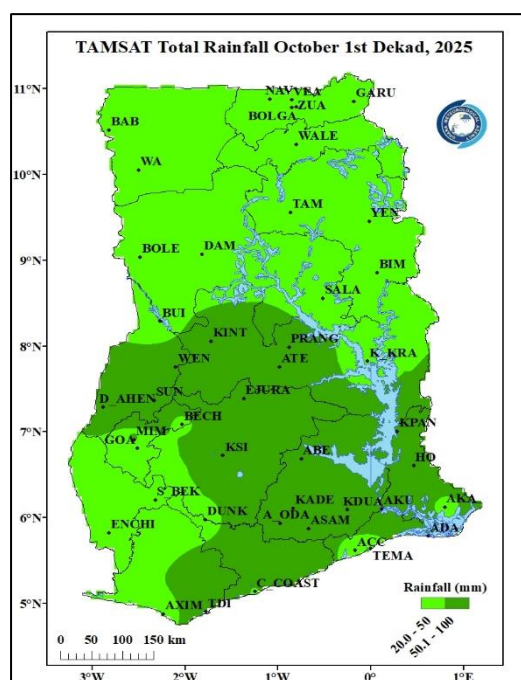 TAMSAT Total Rainfall October 1st Dekad, 2025
11°N
10°N
9°N
8°N
7°N
6°N
5°N
NAV
VEA
GARU
ZUA
BAB
BOLGA
WALE
WA
TAM
YEN
BOLE
DAM
BIM
SALA
BUI
KINT
PRANG
WEN
ATE
K_KRA
SUN
EJURA
D_AHEN
BECH
MIM
KPAN
GOA
KSI
ABE
HO
S_BEK
KADE
KDUA
AKU
AKA
DUNK
A_ODA
ENCHI
ASAM
ADA
ACC
TEMA
C_COAST
AXIM
TDI
Rainfall (mm)
20.0 - 50
50.1 - 100
0 25 50 100 150 km
3°W 2°W 1°W 0° 1°E